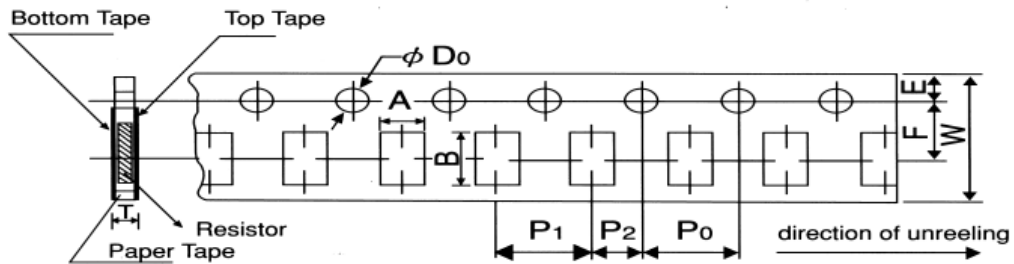 Bottom Tape
Top Tape
ϕ D0
A
B
E
F
W
T
Resistor
Paper Tape
P1
P2
P0
direction of unreeling